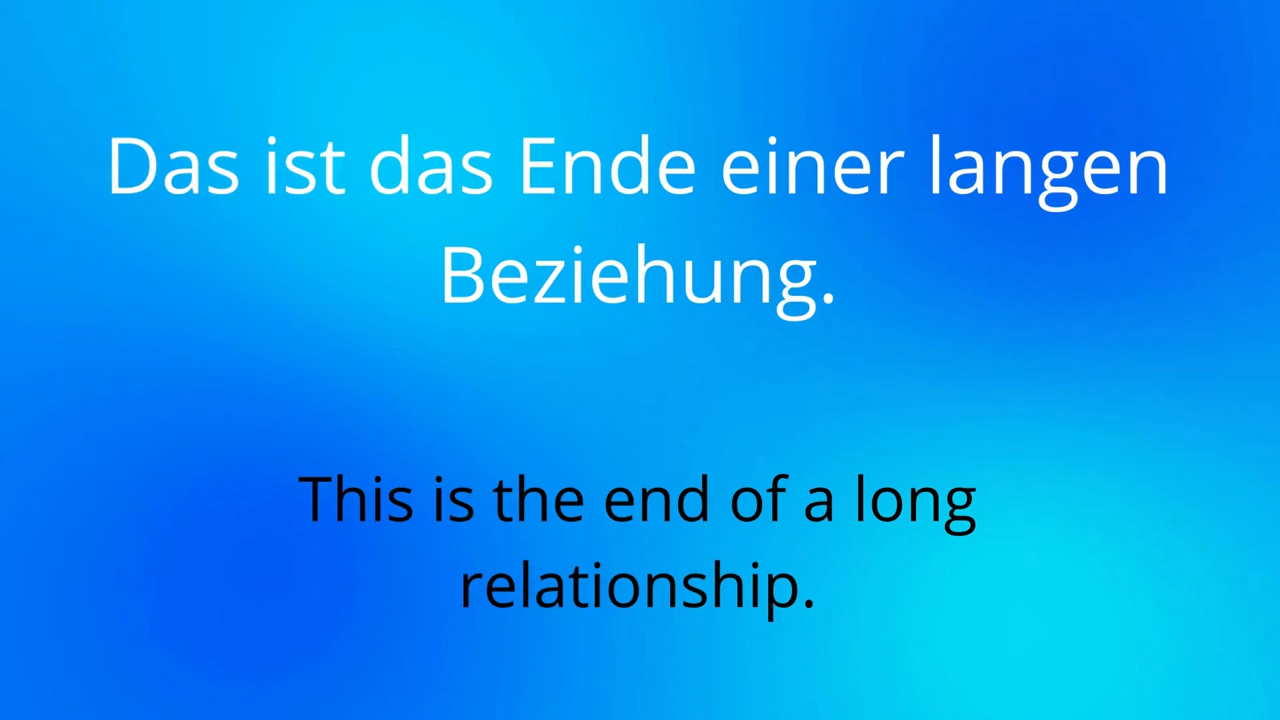 Das ist das Ende einer langen
Beziehung.
This is the end of a long
relationship.